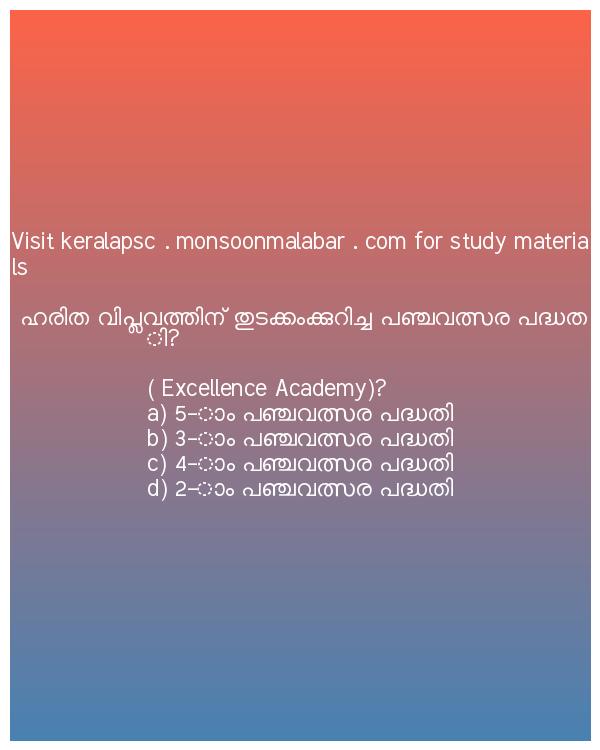 Visit keralapsc . monsoonmalabar . com for study materia
ls
ഹരിത വിപ്ലവത്തിന് തുടക്കംക്കുറിച്ച പഞ്ചവത്സര പദ്ധത
ി?
( Excellence Academy)?
a) 5-ാം പഞ്ചവത്സര പദ്ധതി
b) 3-ാം പഞ്ചവത്സര പദ്ധതി
c) 4-ാം പഞ്ചവത്സര പദ്ധതി
d) 2-ാം പഞ്ചവത്സര പദ്ധതി